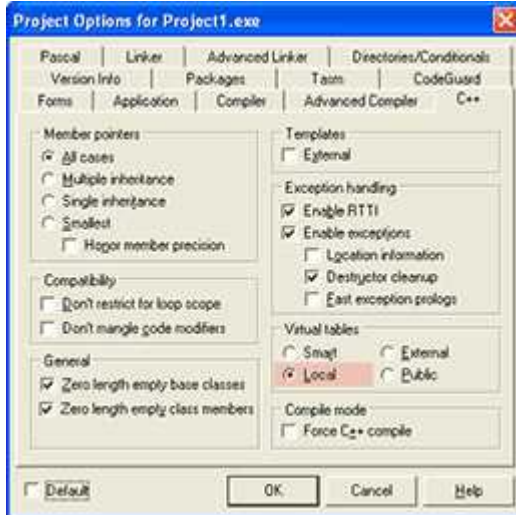 Project Options for Project1.exe
Pascal Linker Advanced Linker Directories/Conditionals
Version Info Packages Tasm CodeGuard
Forms Application Compiler Advanced Compiler C++
Member pointers
All cases
Multiple inheritance
Single inheritance
Smallest
Honor member precision
Compatibility
Don't restrict for loop scope
Don't mangle code modifiers
General
Zero length empty base classes
Zero length empty class members
Templates
External
Exception handling
Enable RTTI
Enable exceptions
Location information
Destructor cleanup
Fast exception prologs
Virtual tables
Smart External
Local Public
Compile mode
Force C++ compile
Default OK Cancel Help